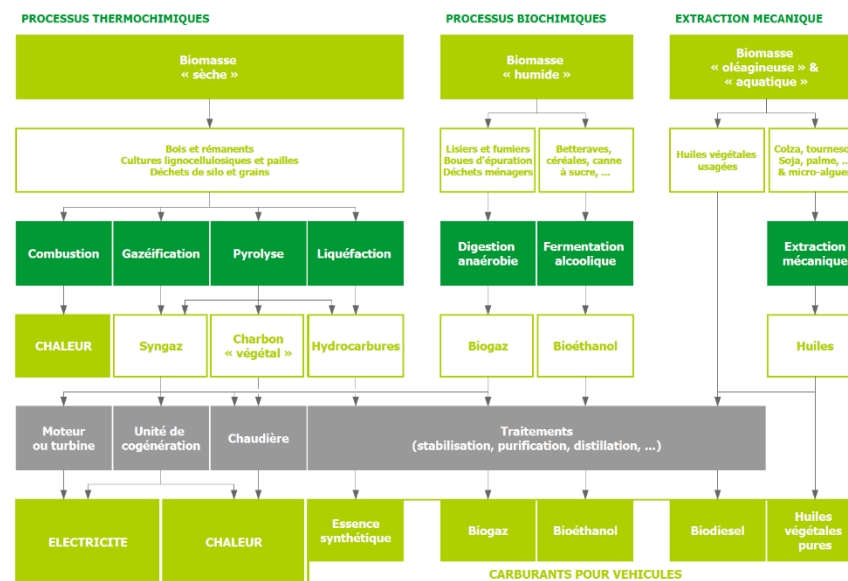 PROCESSUS THERMOCHIMIQUES
PROCESSUS BIOCHIMIQUES
EXTRACTION MECANIQUE
Biomasse
« sèche »
Biomasse
« humide »
Biomasse
« oléagineuse » &
« aquatique »
Bois et rémanents
Cultures lignocellulosiques et pailles
Déchets de silo et grains
Lisiers et fumiers
Boues d'épuration
Déchets ménagers
Betteraves,
céréales, canne
à sucre, ...
Huiles végétales
usagées
Colza, tournesol
Soja, palme, ...
& micro-algues
Combustion
Gazéification
Pyrolyse
Liquéfaction
Digestion
anaérobie
Fermentation
alcoolique
Extraction
mécanique
CHALEUR
Syngaz
Charbon
« végétal »
Hydrocarbures
Biogaz
Bioéthanol
Huiles
Moteur
ou turbine
Unité de
cogénération
Chaudière
Traitements
(stabilisation, purification, distillation, ...)
ELECTRICITE
CHALEUR
Essence
synthétique
Biogaz
Bioéthanol
Biodiesel
Huiles
végétales
pures
CARBURANTS POUR VEHICULES